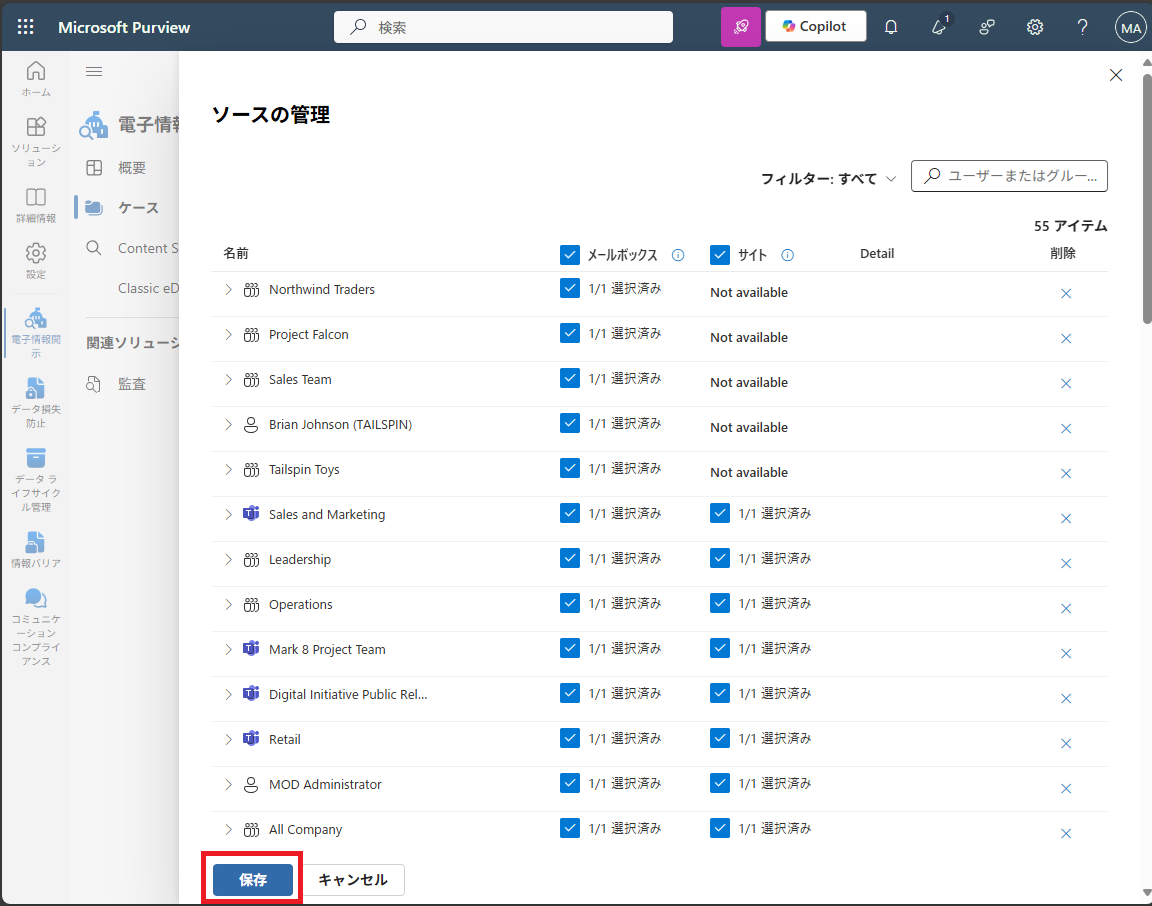 Microsoft Purview
検索
Copilot
1
MA
ホーム
ソリューシ
ョン
詳細情報
設定
電子情報開
示
データ損失
防止
データ ラ
イフサイク
ル管理
情報バリア
コミュニケ
ーション
コンプライ
アンス
電子情報
概要
ケース
Content S
Classic eD
関連ソリューシ
監査
ソースの管理
フィルター: すべて
ユーザーまたはグルー...
55 アイテム
名前 メールボックス サイト Detail 削除
Northwind Traders 1/1 選択済み Not available
Project Falcon 1/1 選択済み Not available
Sales Team 1/1 選択済み Not available
Brian Johnson (TAILSPIN) 1/1 選択済み Not available
Tailspin Toys 1/1 選択済み Not available
Sales and Marketing 1/1 選択済み 1/1 選択済み
Leadership 1/1 選択済み 1/1 選択済み
Operations 1/1 選択済み 1/1 選択済み
Mark 8 Project Team 1/1 選択済み 1/1 選択済み
Digital Initiative Public Rel... 1/1 選択済み 1/1 選択済み
Retail 1/1 選択済み 1/1 選択済み
MOD Administrator 1/1 選択済み 1/1 選択済み
All Company 1/1 選択済み 1/1 選択済み
保存 キャンセル